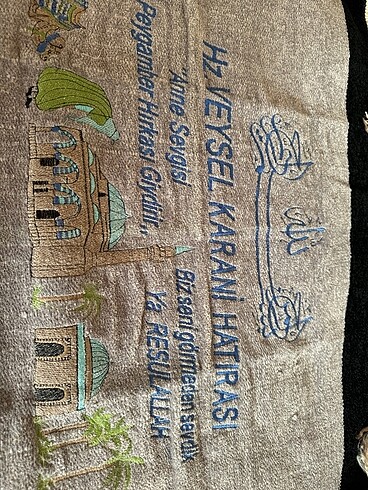 Hz VEYSEL KARANİ HATIRASI
"Anne Sevgisi
Peygamber Hırkası Giydirir,,
Biz seni görmeden sevdik
Ya RESULALLAH